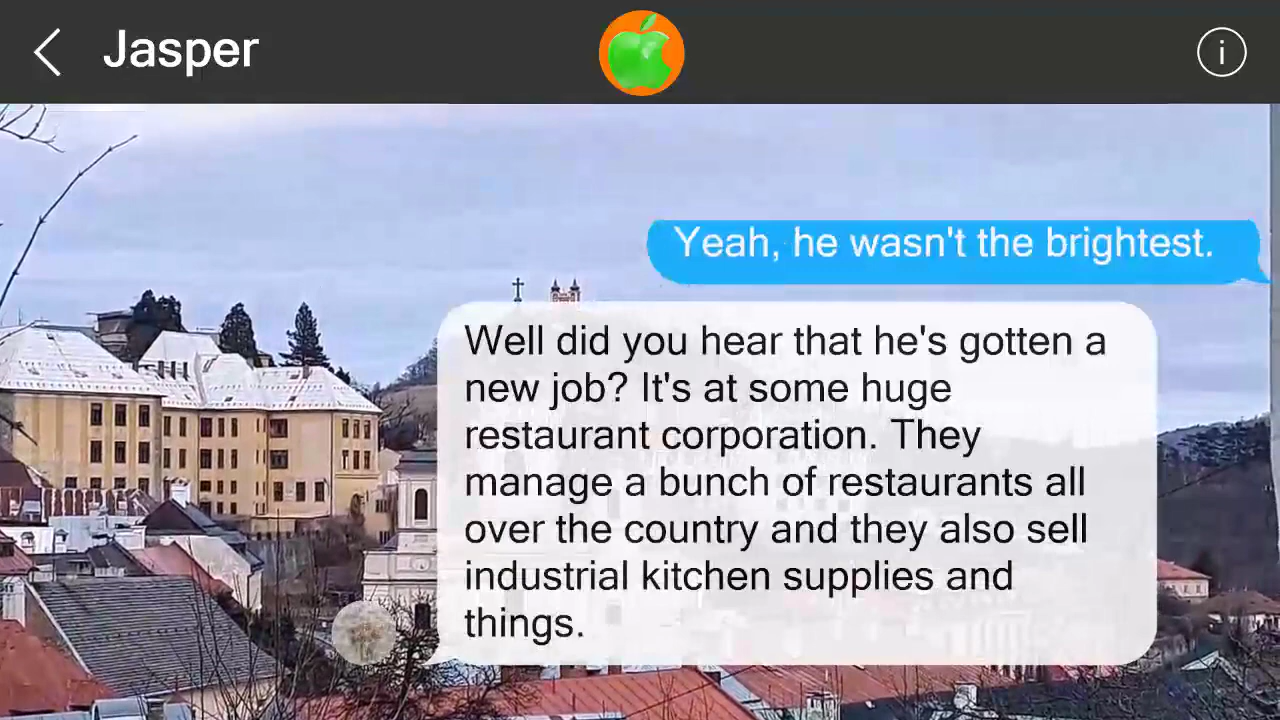 Jasper
i
Yeah, he wasn't the brightest.
Well did you hear that he's gotten a
new job? It's at some huge
restaurant corporation. They
manage a bunch of restaurants all
over the country and they also sell
industrial kitchen supplies and
things.